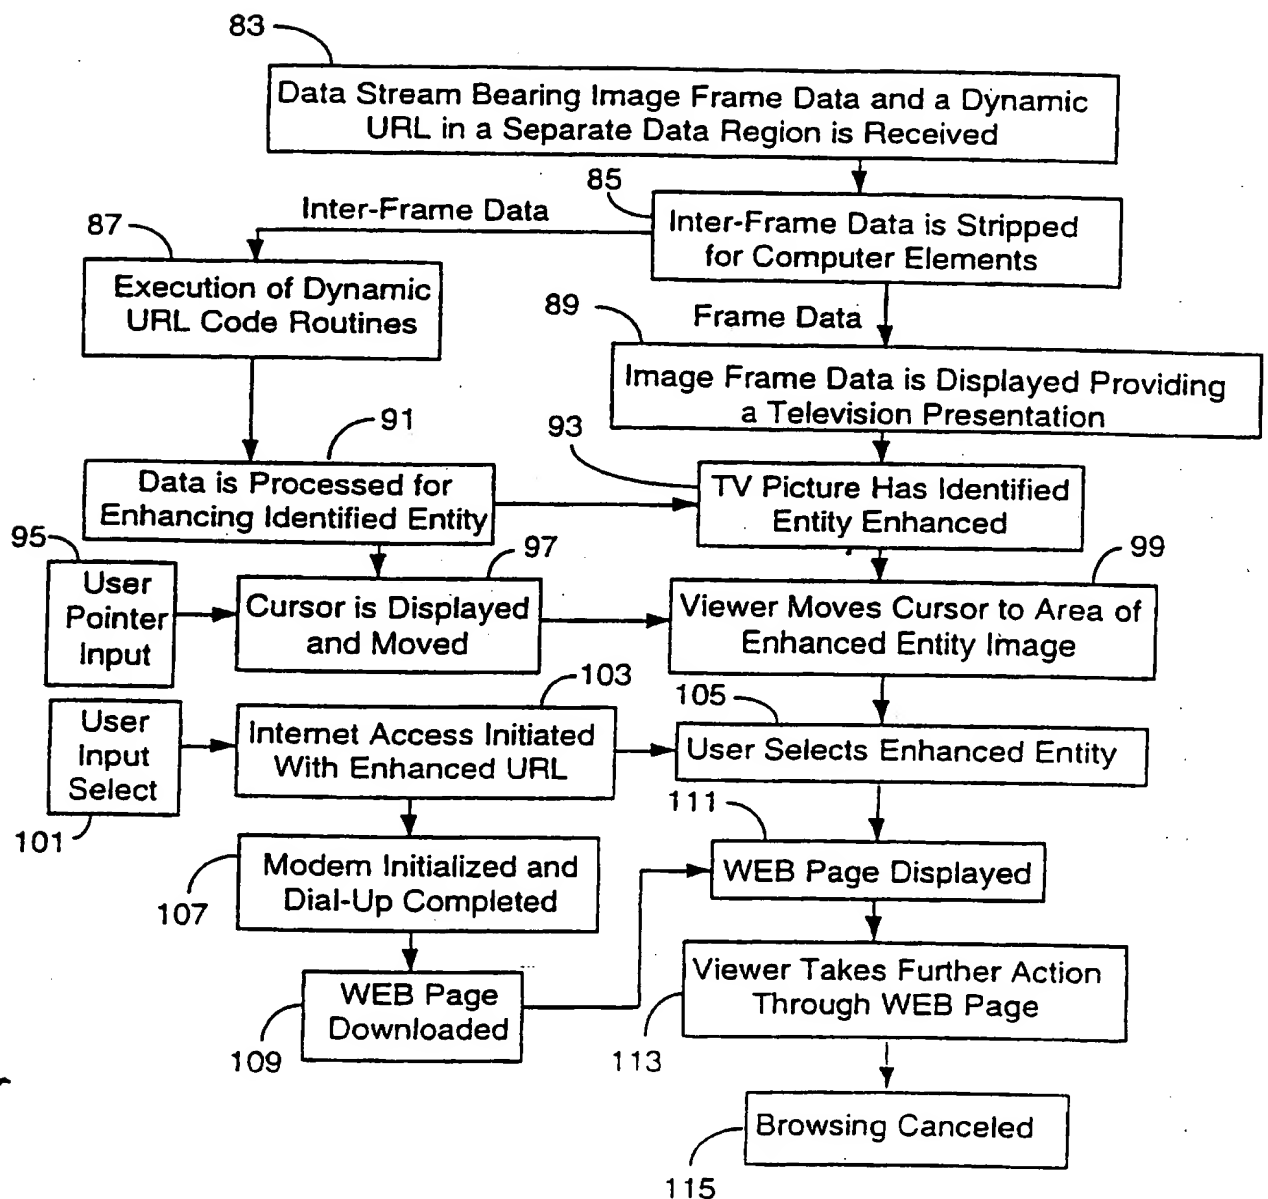 83
Data Stream Bearing Image Frame Data and a Dynamic
URL in a Separate Data Region is Received
85
Inter-Frame Data
87
Inter-Frame Data is Stripped
for Computer Elements
Execution of Dynamic
URL Code Routines
89
Frame Data
Image Frame Data is Displayed Providing
a Television Presentation
91
93
Data is Processed for
Enhancing Identified Entity
TV Picture Has Identified
Entity Enhanced
95
97
99
User
Pointer
Input
Cursor is Displayed
and Moved
Viewer Moves Cursor to Area of
Enhanced Entity Image
103
105
User
Input
Select
101
Internet Access Initiated
With Enhanced URL
User Selects Enhanced Entity
111
Modem Initialized and
Dial-Up Completed
107
WEB Page Displayed
WEB Page
Downloaded
109
Viewer Takes Further Action
Through WEB Page
113
Browsing Canceled
115